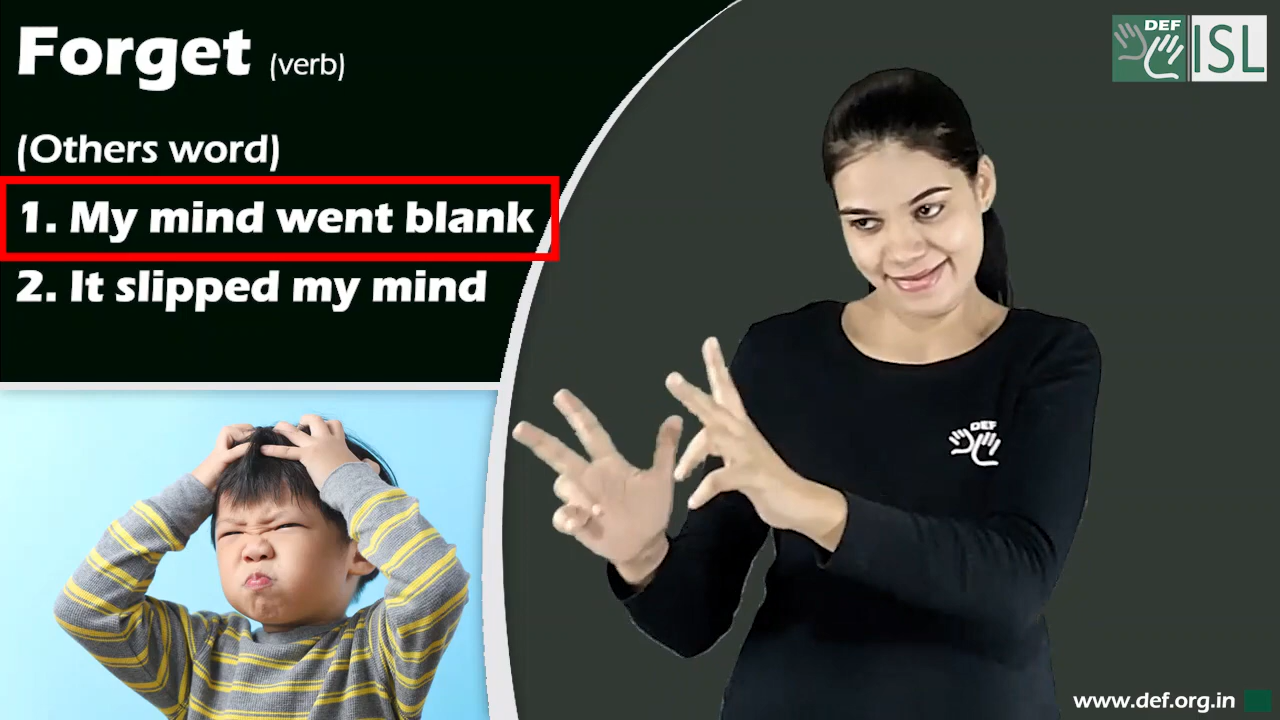 Forget (verb)
(Others word)
1. My mind went blank
2. It slipped my mind
DEF
ISL
DEF
www.def.org.in